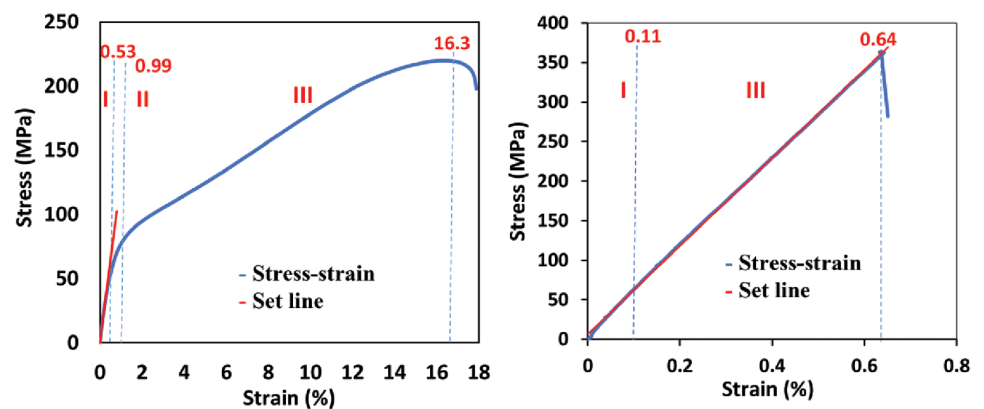 250
200
150
100
50
0
Stress (MPa)
0.53
0.99
16.3
I
II
III
Stress-strain
Set line
0 2 4 6 8 10 12 14 16 18
Strain (%)
400
350
300
250
200
150
100
50
0
Stress (MPa)
0.11
0.64
I
III
Stress-strain
Set line
0 0.2 0.4 0.6 0.8
Strain (%)